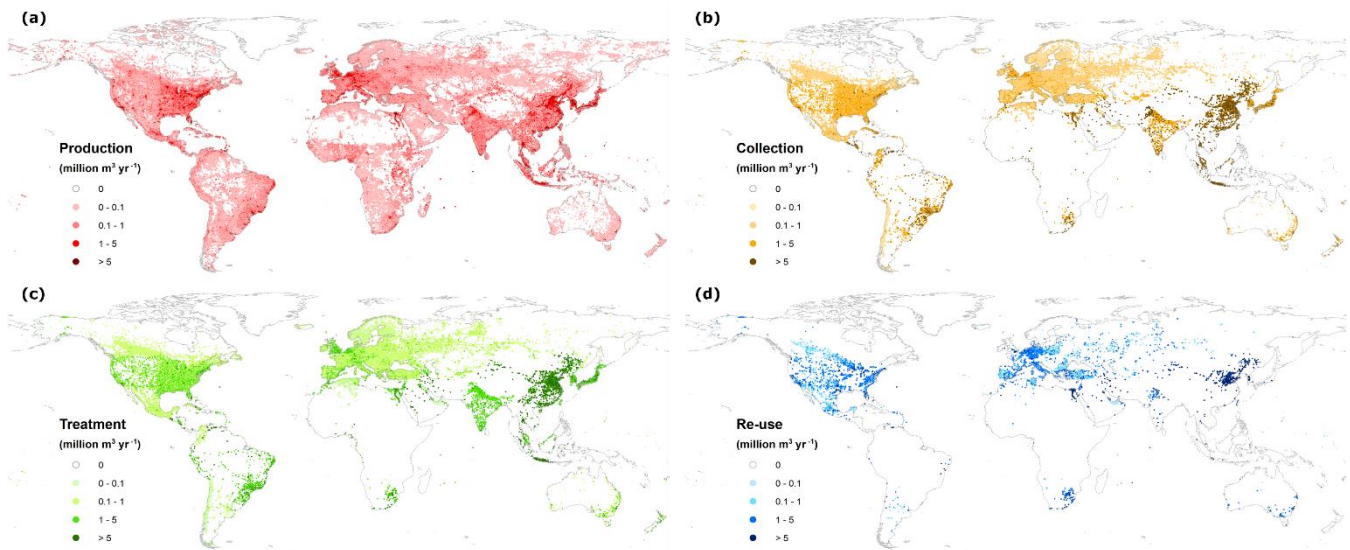 (a)
Production
(million m³ yr⁻¹)
0
0 - 0.1
0.1 - 1
1 - 5
> 5
(b)
Collection
(million m³ yr⁻¹)
0
0 - 0.1
0.1 - 1
1 - 5
> 5
(c)
Treatment
(million m³ yr⁻¹)
0
0 - 0.1
0.1 - 1
1 - 5
> 5
(d)
Re-use
(million m³ yr⁻¹)
0
0 - 0.1
0.1 - 1
1 - 5
> 5